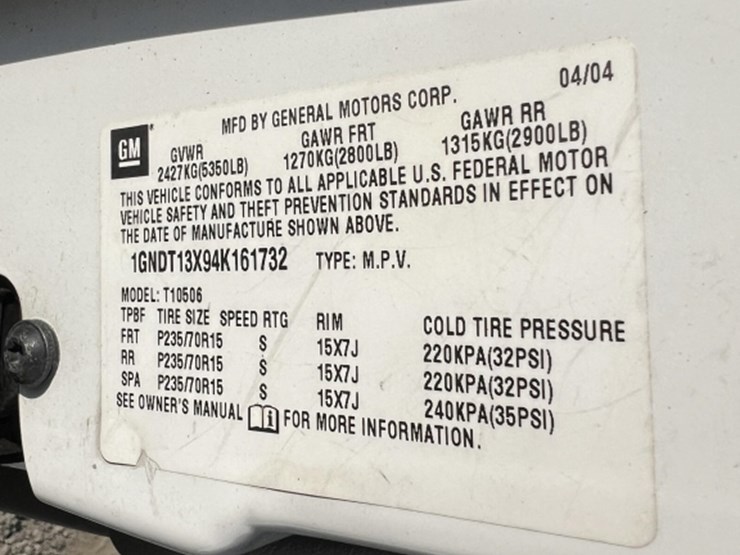 04/04
MFD BY GENERAL MOTORS CORP.
GM
GVWR GAWR FRT GAWR RR
2427KG(5350LB) 1270KG(2800LB) 1315KG(2900LB)
THIS VEHICLE CONFORMS TO ALL APPLICABLE U.S. FEDERAL MOTOR
VEHICLE SAFETY AND THEFT PREVENTION STANDARDS IN EFFECT ON
THE DATE OF MANUFACTURE SHOWN ABOVE.
1GNDT13X94K161732 TYPE: M.P.V.
MODEL: T10506
TPBF TIRE SIZE SPEED RTG RIM COLD TIRE PRESSURE
FRT P235/70R15 S 15X7J 220KPA(32PSI)
RR P235/70R15 S 15X7J 220KPA(32PSI)
SPA P235/70R15 S 15X7J 240KPA(35PSI)
SEE OWNER'S MANUAL i FOR MORE INFORMATION.